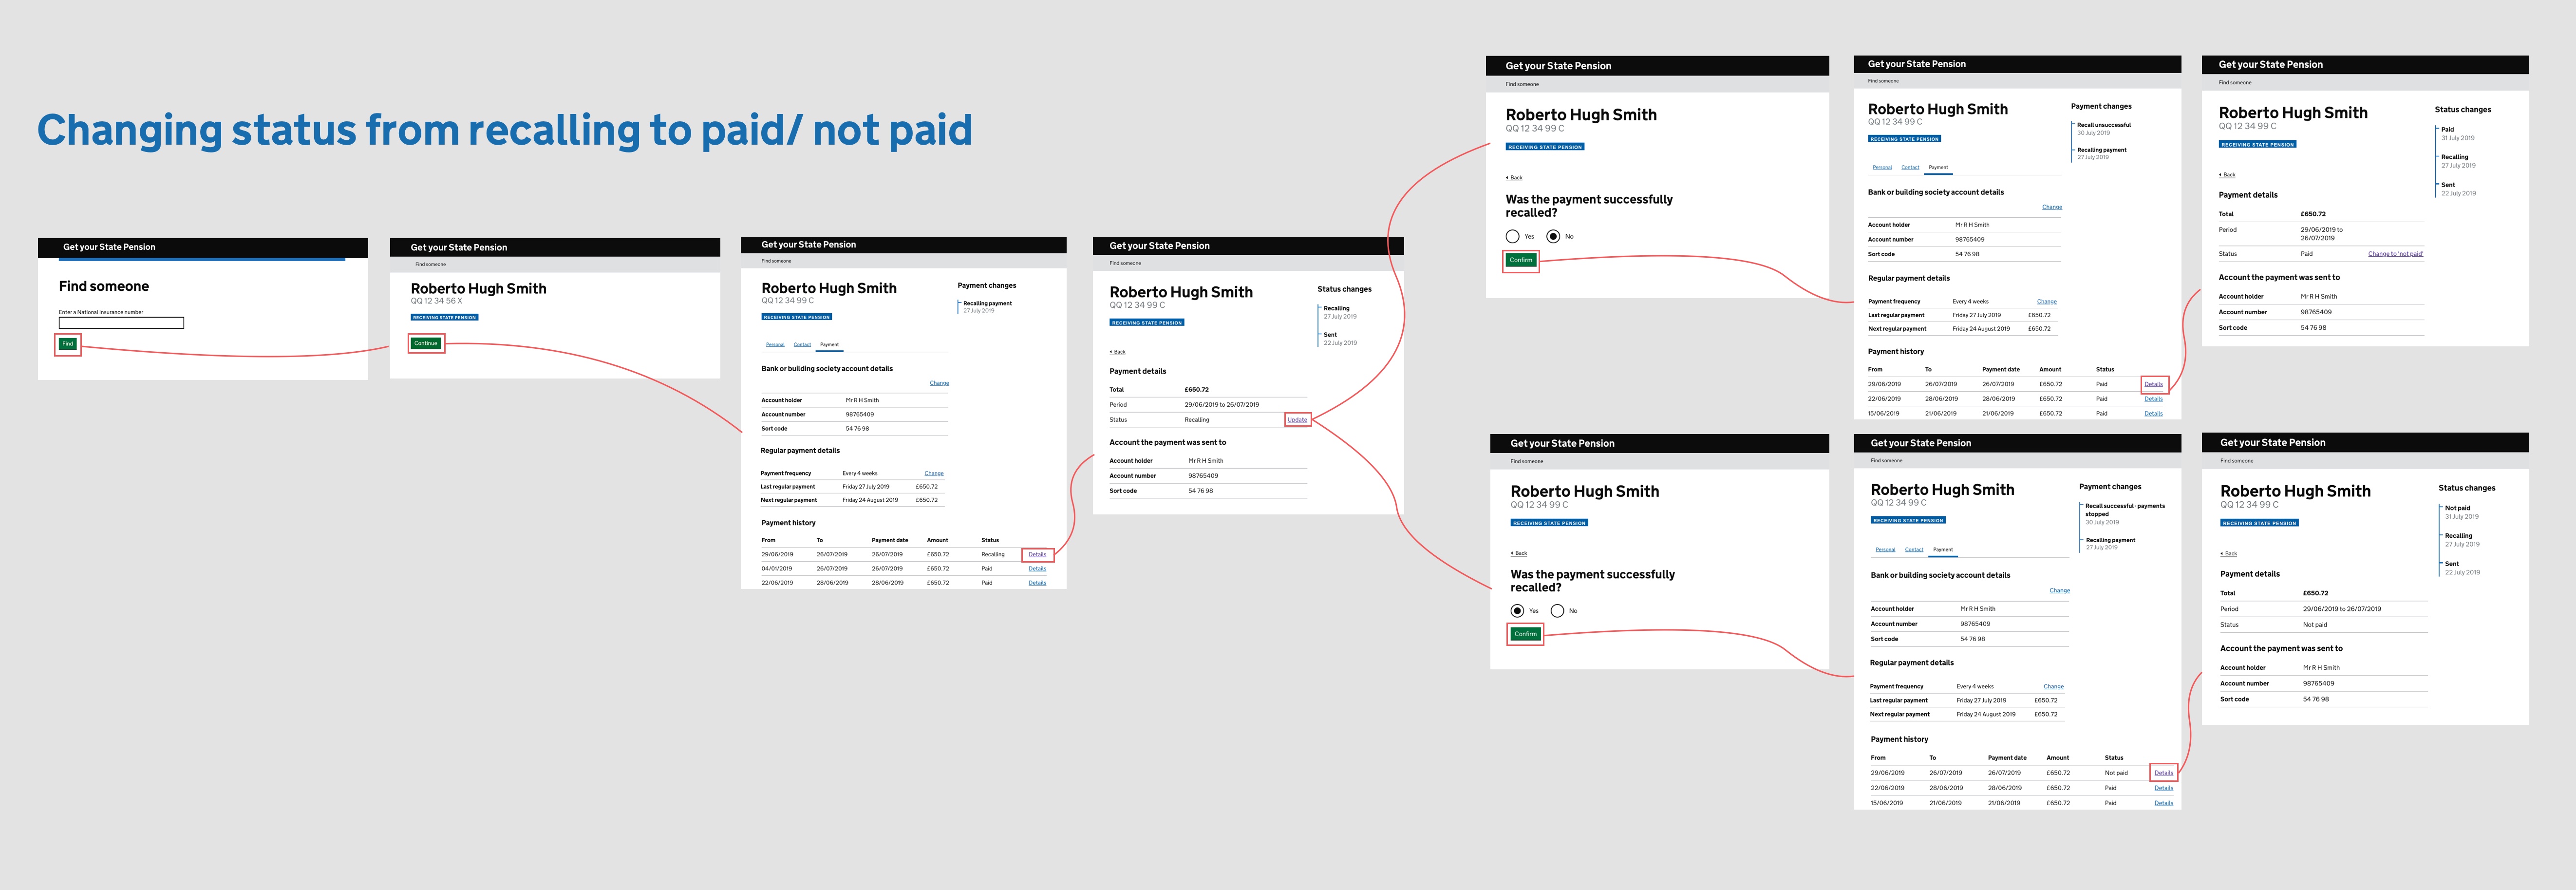 Changing status from recalling to paid/ not paid
Get your State Pension
Find someone
Enter a National Insurance number
Find
Get your State Pension
Find someone
Roberto Hugh Smith
QQ 12 34 56 X
RECEIVING STATE PENSION
Continue
Get your State Pension
Find someone
Roberto Hugh Smith
QQ 12 34 99 C
RECEIVING STATE PENSION
Payment changes
Recalling payment
27 July 2019
Personal Contact Payment
Bank or building society account details
Change
Account holder Mr R H Smith
Account number 98765409
Sort code 54 76 98
Regular payment details
Payment frequency Every 4 weeks Change
Last regular payment Friday 27 July 2019 £650.72
Next regular payment Friday 24 August 2019 £650.72
Payment history
From To Payment date Amount Status
29/06/2019 26/07/2019 26/07/2019 £650.72 Recalling Details
04/01/2019 26/07/2019 26/07/2019 £650.72 Paid Details
22/06/2019 28/06/2019 28/06/2019 £650.72 Paid Details
Get your State Pension
Find someone
Roberto Hugh Smith
QQ 12 34 99 C
RECEIVING STATE PENSION
Status changes
Recalling
27 July 2019
Sent
22 July 2019
Back
Payment details
Total £650.72
Period 29/06/2019 to 26/07/2019
Status Recalling Update
Account the payment was sent to
Account holder Mr R H Smith
Account number 98765409
Sort code 54 76 98
Get your State Pension
Find someone
Roberto Hugh Smith
QQ 12 34 99 C
RECEIVING STATE PENSION
Back
Was the payment successfully
recalled?
Yes No
Confirm
Get your State Pension
Find someone
Roberto Hugh Smith
QQ 12 34 99 C
RECEIVING STATE PENSION
Payment changes
Recall unsuccessful
30 July 2019
Recalling payment
27 July 2019
Personal Contact Payment
Bank or building society account details
Change
Account holder Mr R H Smith
Account number 98765409
Sort code 54 76 98
Regular payment details
Payment frequency Every 4 weeks Change
Last regular payment Friday 27 July 2019 £650.72
Next regular payment Friday 24 August 2019 £650.72
Payment history
From To Payment date Amount Status
29/06/2019 26/07/2019 26/07/2019 £650.72 Paid Details
22/06/2019 28/06/2019 28/06/2019 £650.72 Paid Details
15/06/2019 21/06/2019 21/06/2019 £650.72 Paid Details
Get your State Pension
Find someone
Roberto Hugh Smith
QQ 12 34 99 C
RECEIVING STATE PENSION
Status changes
Paid
31 July 2019
Recalling
27 July 2019
Sent
22 July 2019
Back
Payment details
Total £650.72
Period 29/06/2019 to
26/07/2019
Status Paid Change to 'not paid'
Account the payment was sent to
Account holder Mr R H Smith
Account number 98765409
Sort code 54 76 98
Get your State Pension
Find someone
Roberto Hugh Smith
QQ 12 34 99 C
RECEIVING STATE PENSION
Back
Was the payment successfully
recalled?
Yes No
Confirm
Get your State Pension
Find someone
Roberto Hugh Smith
QQ 12 34 99 C
RECEIVING STATE PENSION
Payment changes
Recall successful - payments
stopped
30 July 2019
Recalling payment
27 July 2019
Personal Contact Payment
Bank or building society account details
Change
Account holder Mr R H Smith
Account number 98765409
Sort code 54 76 98
Regular payment details
Payment frequency Every 4 weeks Change
Last regular payment Friday 27 July 2019 £650.72
Next regular payment Friday 24 August 2019 £650.72
Payment history
From To Payment date Amount Status
29/06/2019 26/07/2019 26/07/2019 £650.72 Not paid Details
22/06/2019 28/06/2019 28/06/2019 £650.72 Paid Details
15/06/2019 21/06/2019 21/06/2019 £650.72 Paid Details
Get your State Pension
Find someone
Roberto Hugh Smith
QQ 12 34 99 C
RECEIVING STATE PENSION
Status changes
Not paid
31 July 2019
Recalling
27 July 2019
Sent
22 July 2019
Back
Payment details
Total £650.72
Period 29/06/2019 to 26/07/2019
Status Not paid
Account the payment was sent to
Account holder Mr R H Smith
Account number 98765409
Sort code 54 76 98